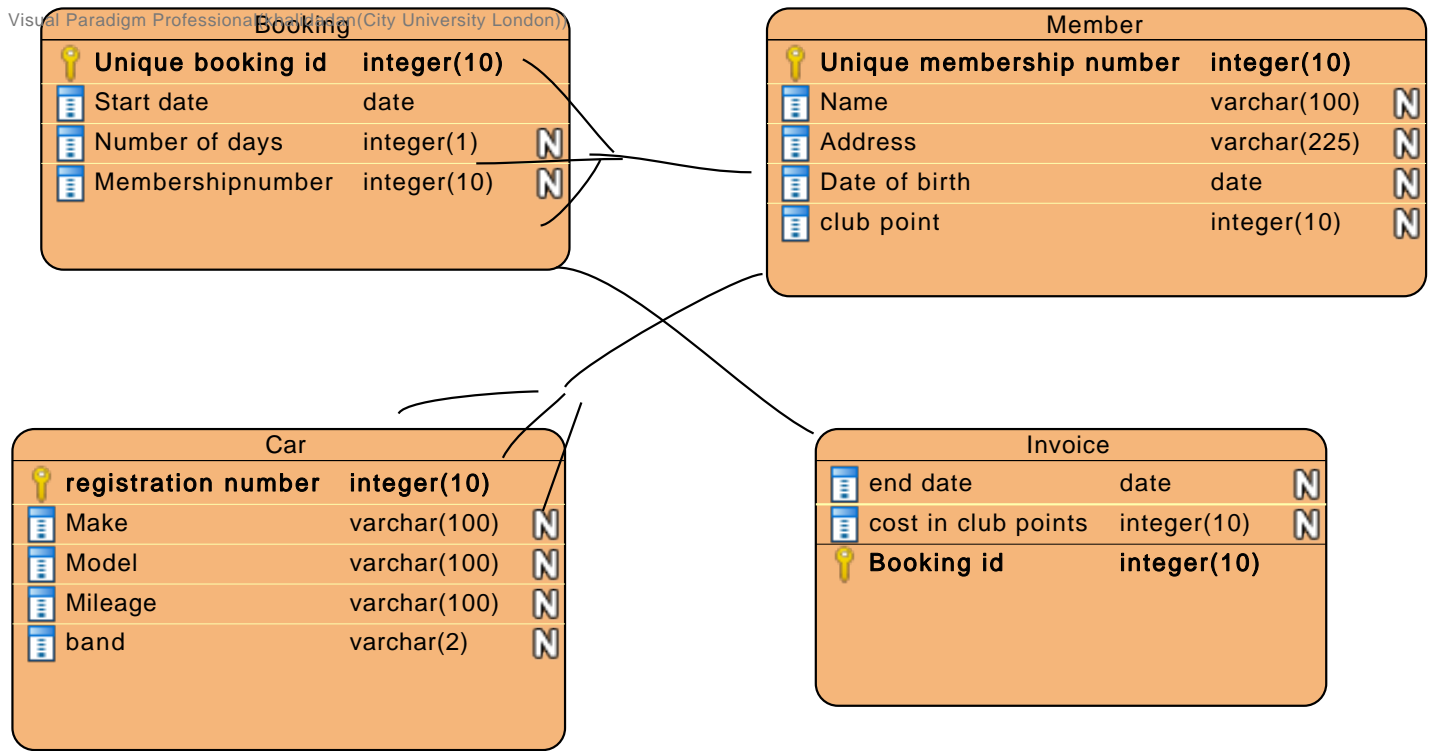 Visual Paradigm Professional(khalidadan(City University London))
Booking
Unique booking id integer(10)
Start date date
Number of days integer(1) N
Membershipnumber integer(10) N
Member
Unique membership number integer(10)
Name varchar(100) N
Address varchar(225) N
Date of birth date N
club point integer(10) N
Car
registration number integer(10)
Make varchar(100) N
Model varchar(100) N
Mileage varchar(100) N
band varchar(2) N
Invoice
end date date N
cost in club points integer(10) N
Booking id integer(10)